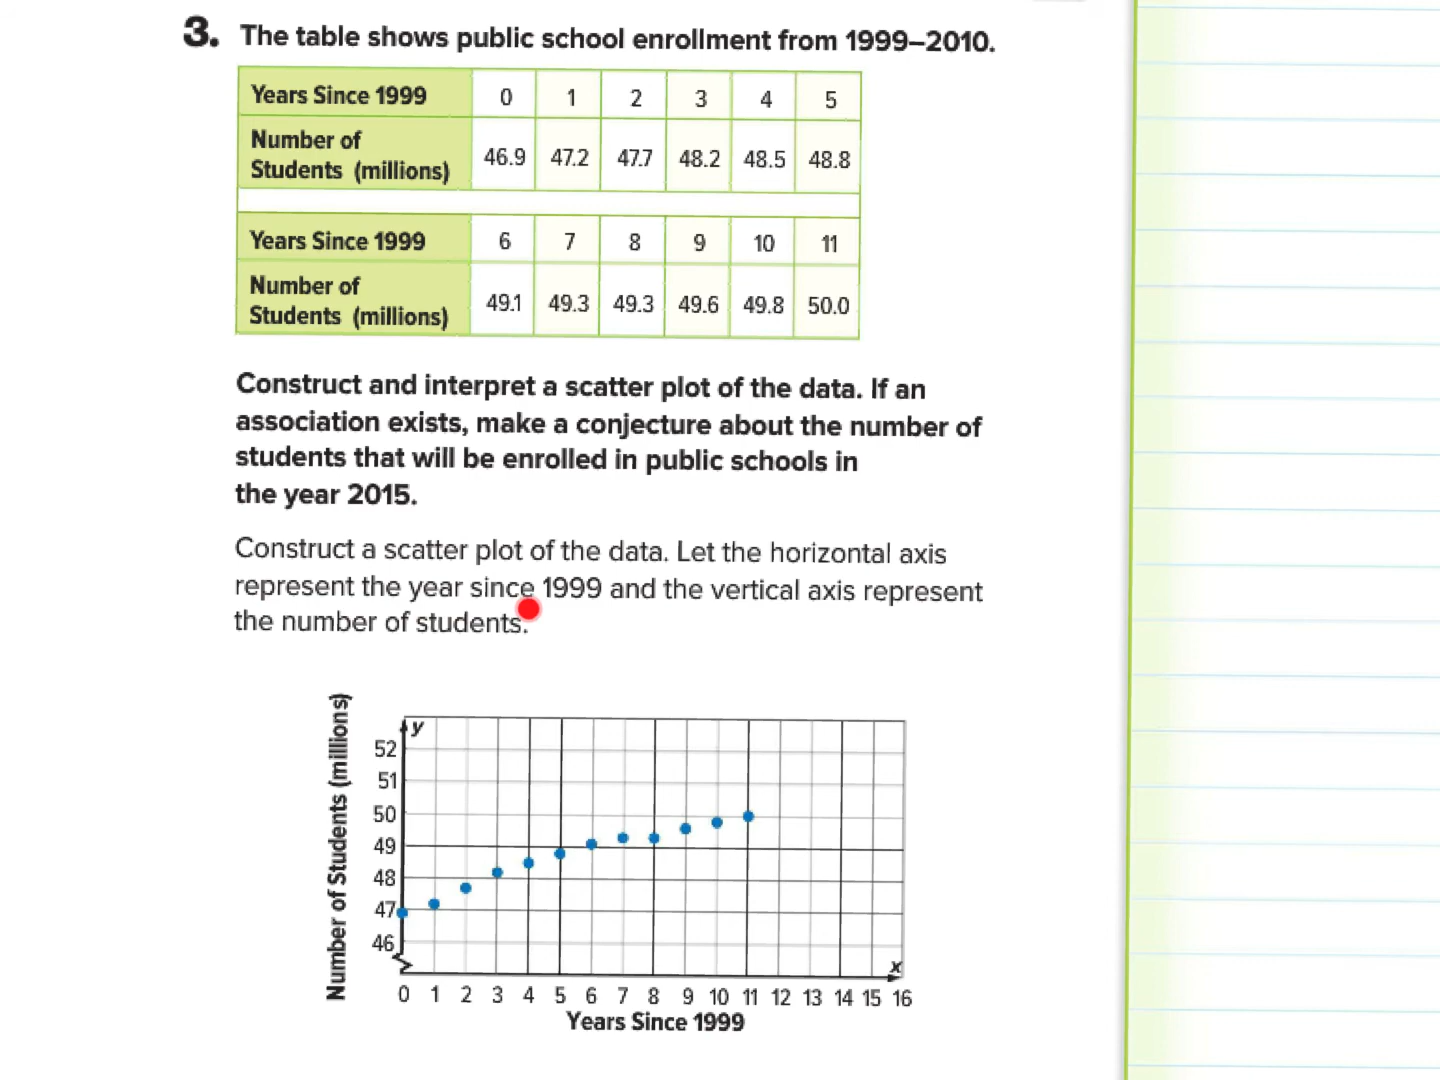 3. The table shows public school enrollment from 1999–2010.
Years Since 1999 0 1 2 3 4 5
Number of
Students (millions) 46.9 47.2 47.7 48.2 48.5 48.8
Years Since 1999 6 7 8 9 10 11
Number of
Students (millions) 49.1 49.3 49.3 49.6 49.8 50.0
Construct and interpret a scatter plot of the data. If an
association exists, make a conjecture about the number of
students that will be enrolled in public schools in
the year 2015.
Construct a scatter plot of the data. Let the horizontal axis
represent the year since 1999 and the vertical axis represent
the number of students.
Number of Students (millions)
y
52
51
50
49
48
47
46
x
0 1 2 3 4 5 6 7 8 9 10 11 12 13 14 15 16
Years Since 1999